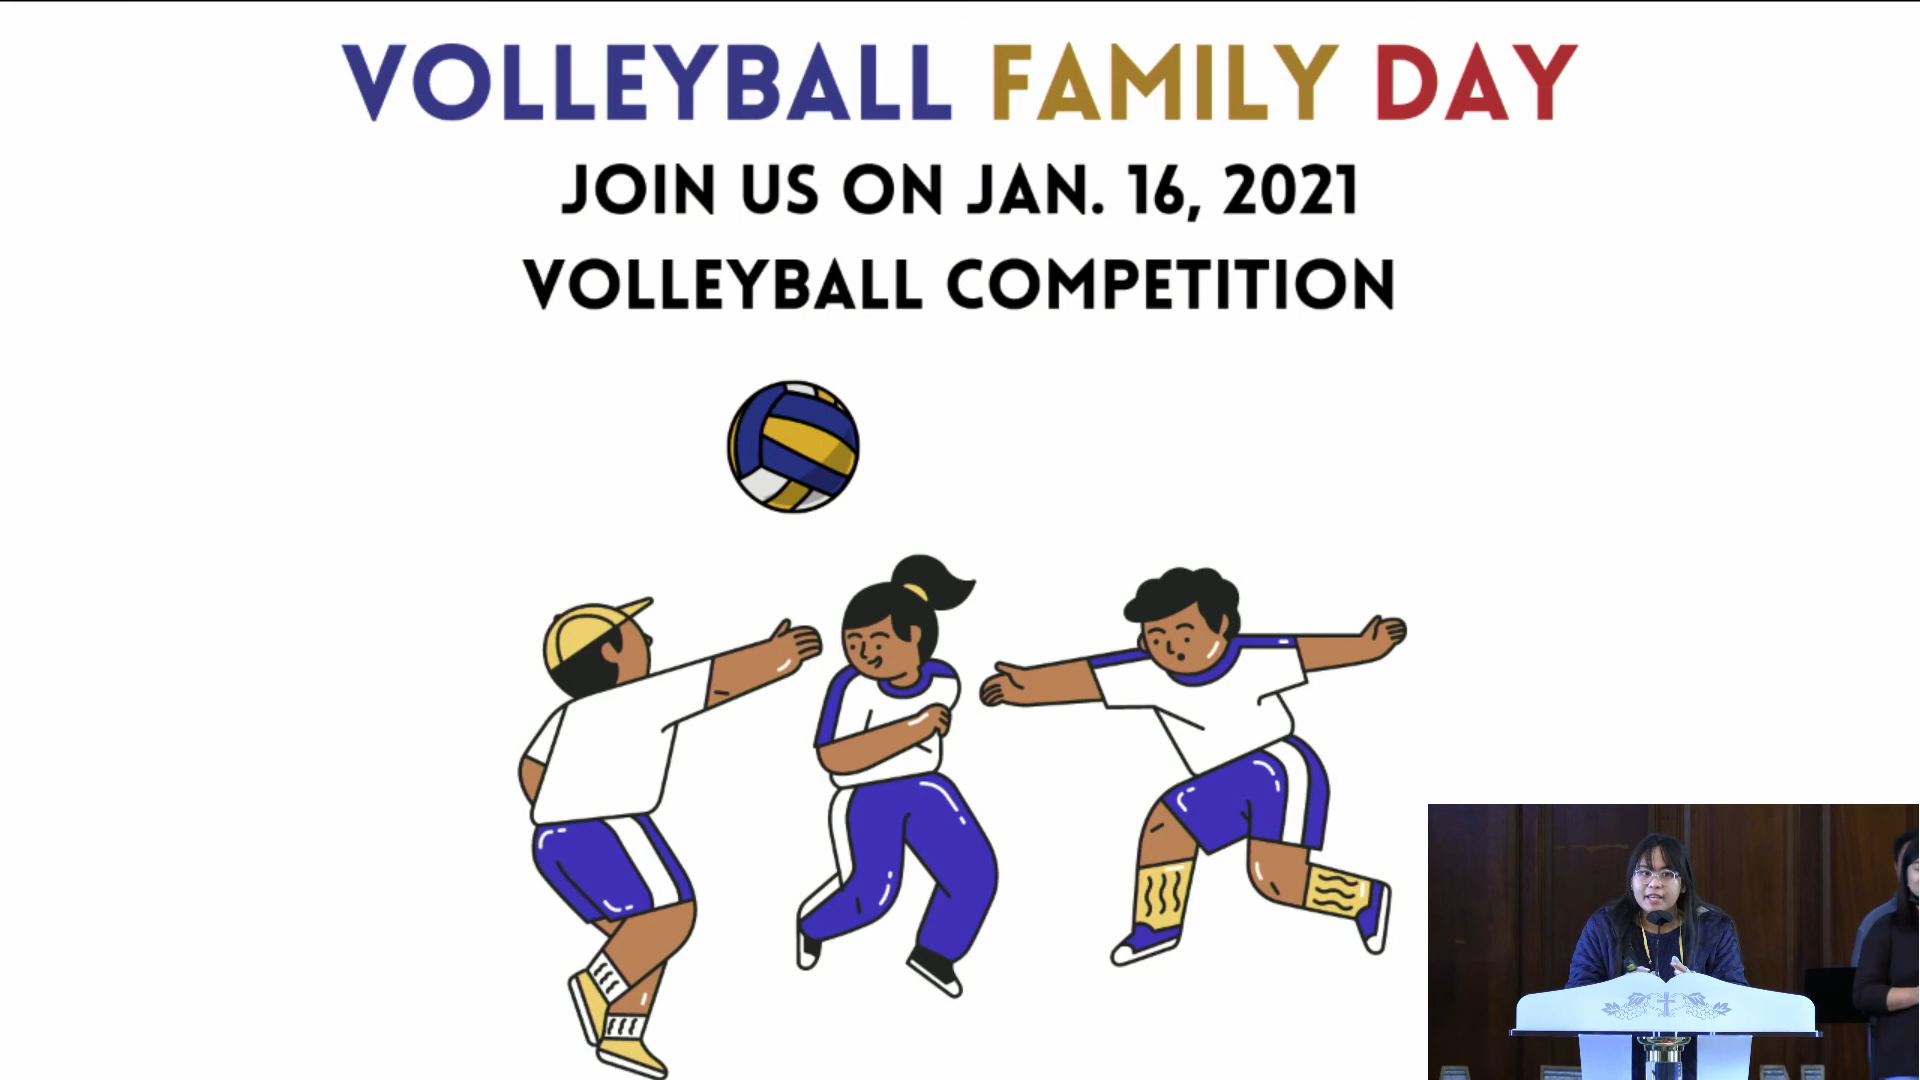 VOLLEYBALL FAMILY DAY
JOIN US ON JAN. 16, 2021
VOLLEYBALL COMPETITION